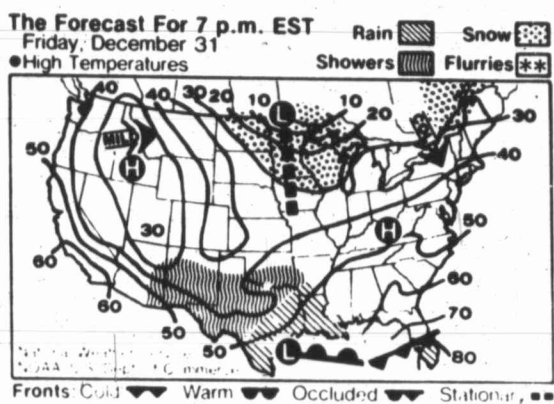 The Forecast For 7 p.m. EST
Friday, December 31
●High Temperatures
Rain Snow
Showers Flurries
40 40 30 20 10 L 10 20 30
50 MILD 40
H
30 H 50
60 60
60 50 70
50 L 80
NOAA
Fronts: Cold Warm Occluded Stationar,